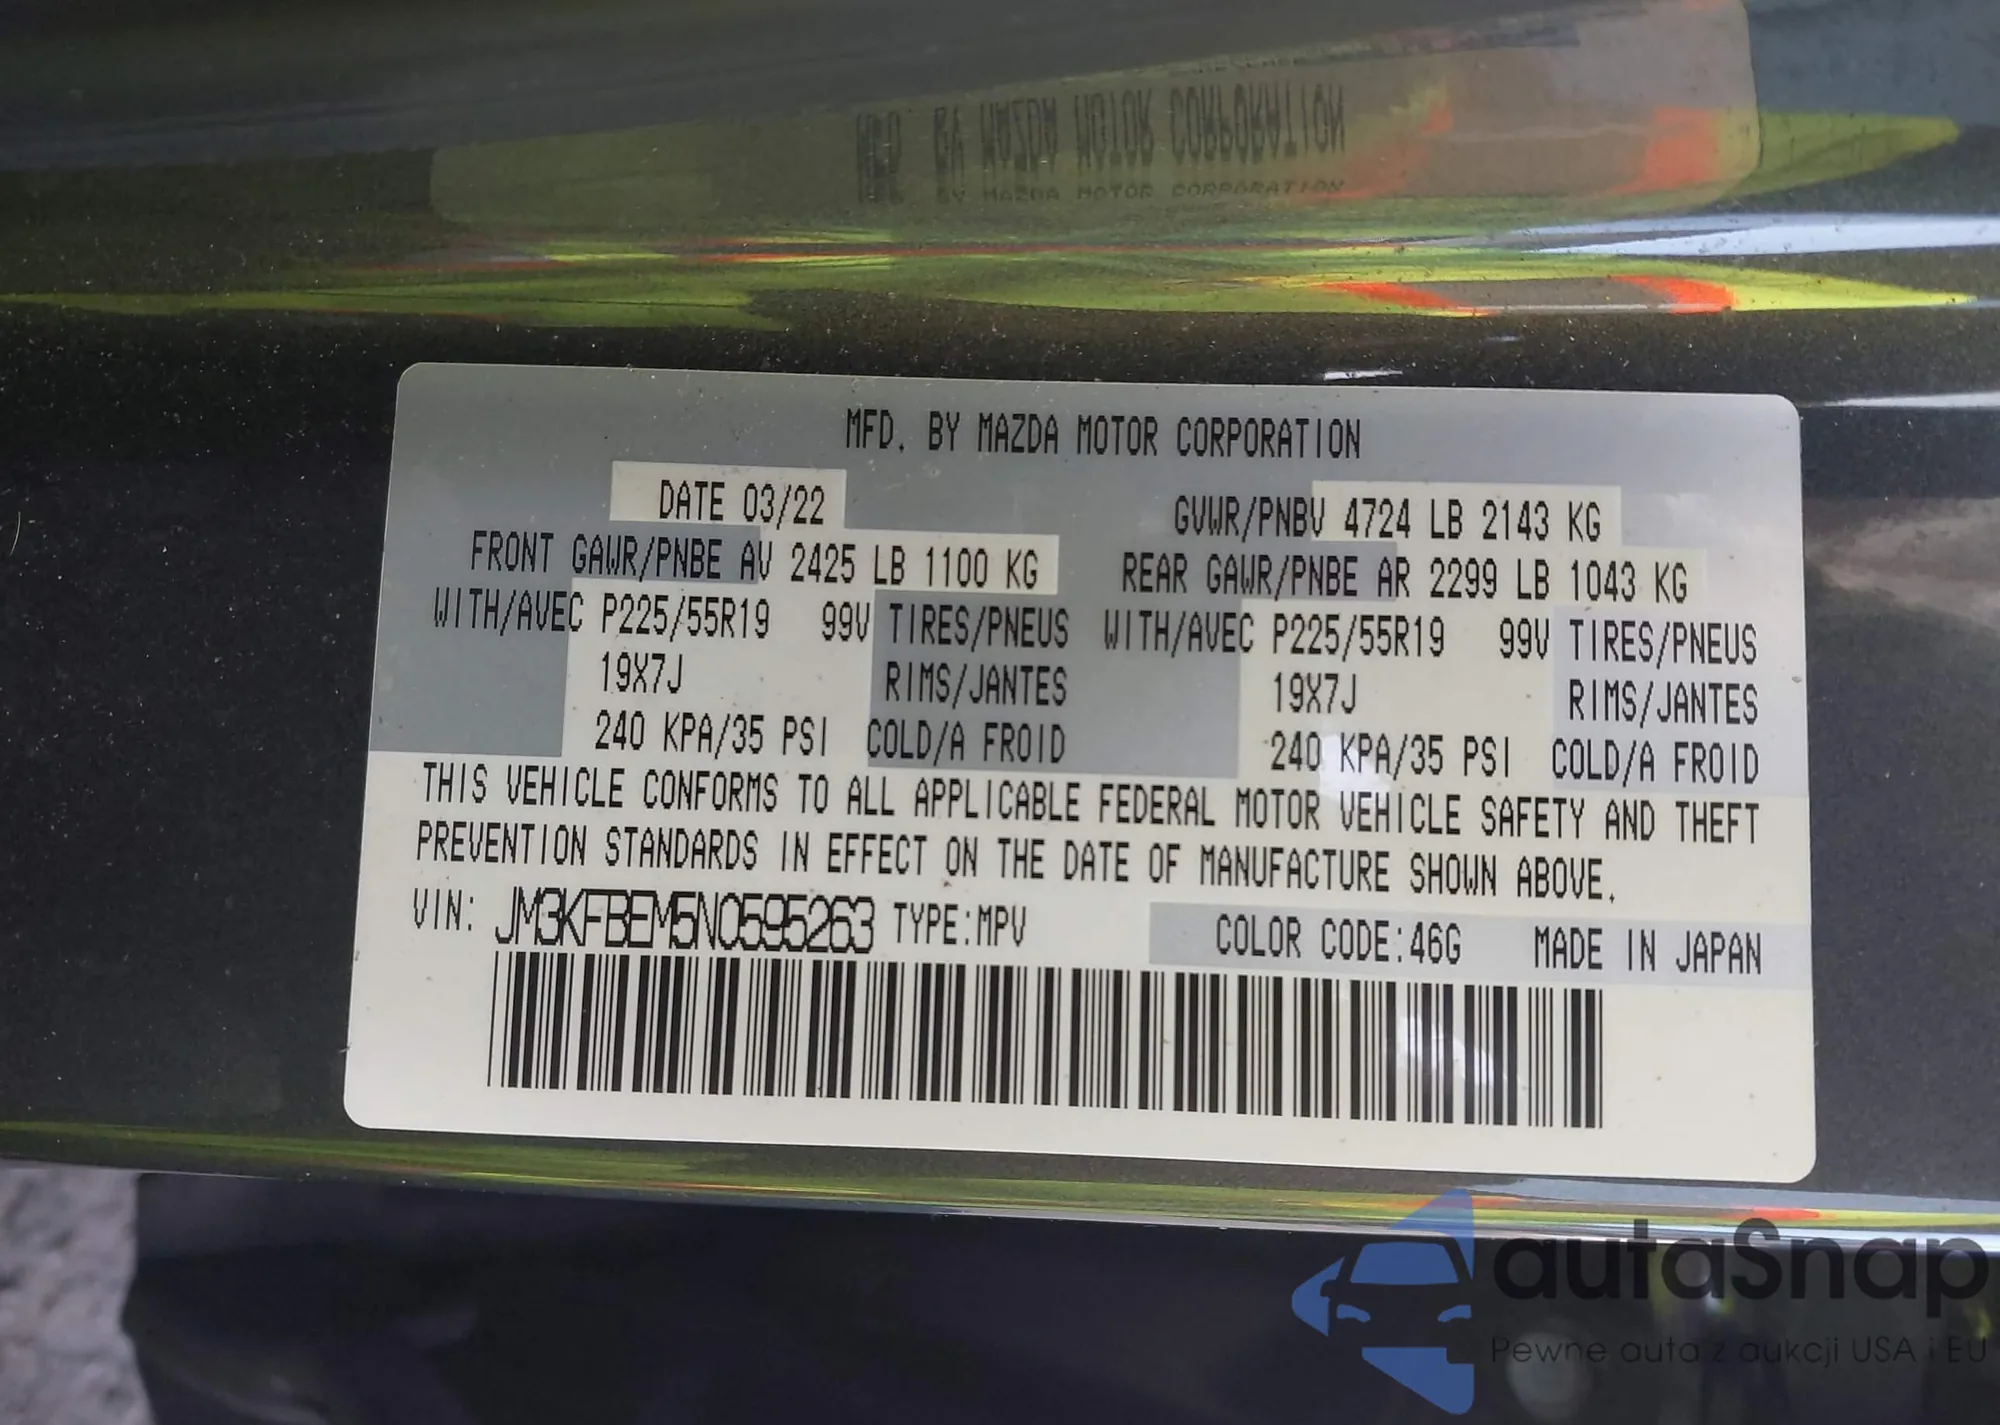 MFD. BY MAZDA MOTOR CORPORATION
DATE 03/22 GVWR/PNBV 4724 LB 2143 KG
FRONT GAWR/PNBE AV 2425 LB 1100 KG REAR GAWR/PNBE AR 2299 LB 1043 KG
WITH/AVEC P225/55R19 99V TIRES/PNEUS WITH/AVEC P225/55R19 99V TIRES/PNEUS
19X7J RIMS/JANTES 19X7J RIMS/JANTES
240 KPA/35 PSI COLD/A FROID 240 KPA/35 PSI COLD/A FROID
THIS VEHICLE CONFORMS TO ALL APPLICABLE FEDERAL MOTOR VEHICLE SAFETY AND THEFT
PREVENTION STANDARDS IN EFFECT ON THE DATE OF MANUFACTURE SHOWN ABOVE.
VIN: JM3KFBEM5N0595263 TYPE:MPV COLOR CODE:46G MADE IN JAPAN
autaSnap
Pewne auta z aukcji USA i EU